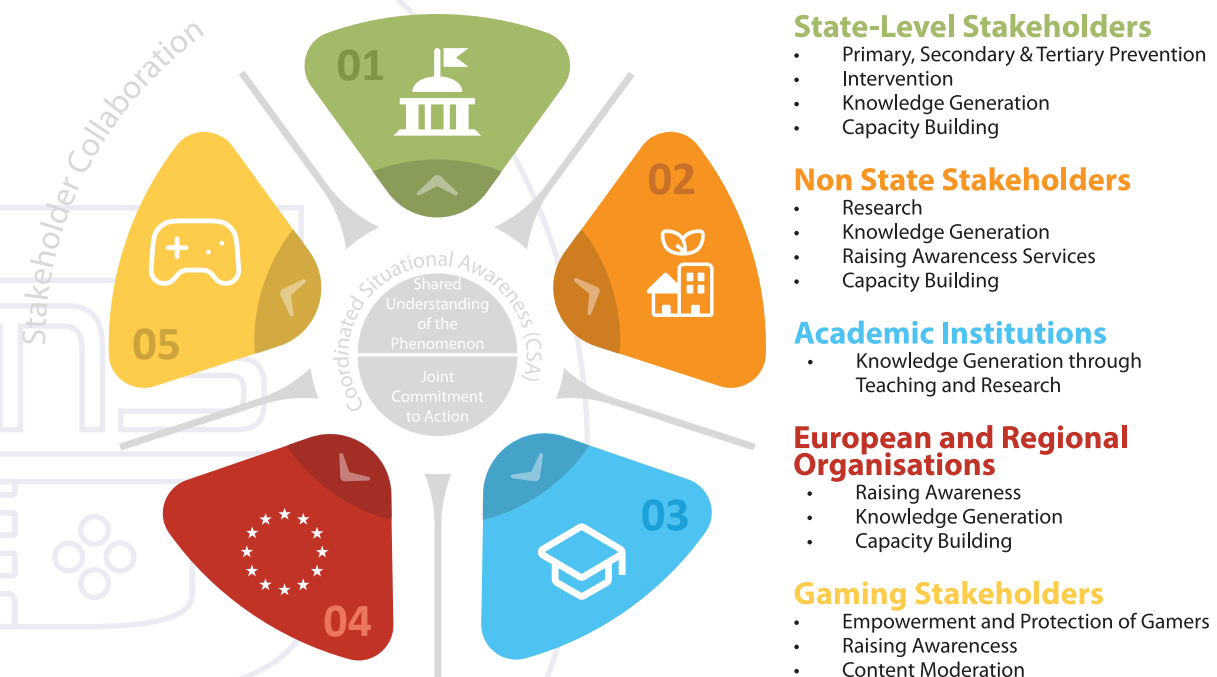 Stakeholder Collaboration
01
02
03
04
05
Coordinated Situational Awareness (CSA)
Shared
Understanding
of the
Phenomenon
Joint
Commitment
to Action
State-Level Stakeholders
• Primary, Secondary & Tertiary Prevention
• Intervention
• Knowledge Generation
• Capacity Building
Non State Stakeholders
• Research
• Knowledge Generation
• Raising Awarencess Services
• Capacity Building
Academic Institutions
• Knowledge Generation through
Teaching and Research
European and Regional
Organisations
• Raising Awareness
• Knowledge Generation
• Capacity Building
Gaming Stakeholders
• Empowerment and Protection of Gamers
• Raising Awarencess
• Content Moderation